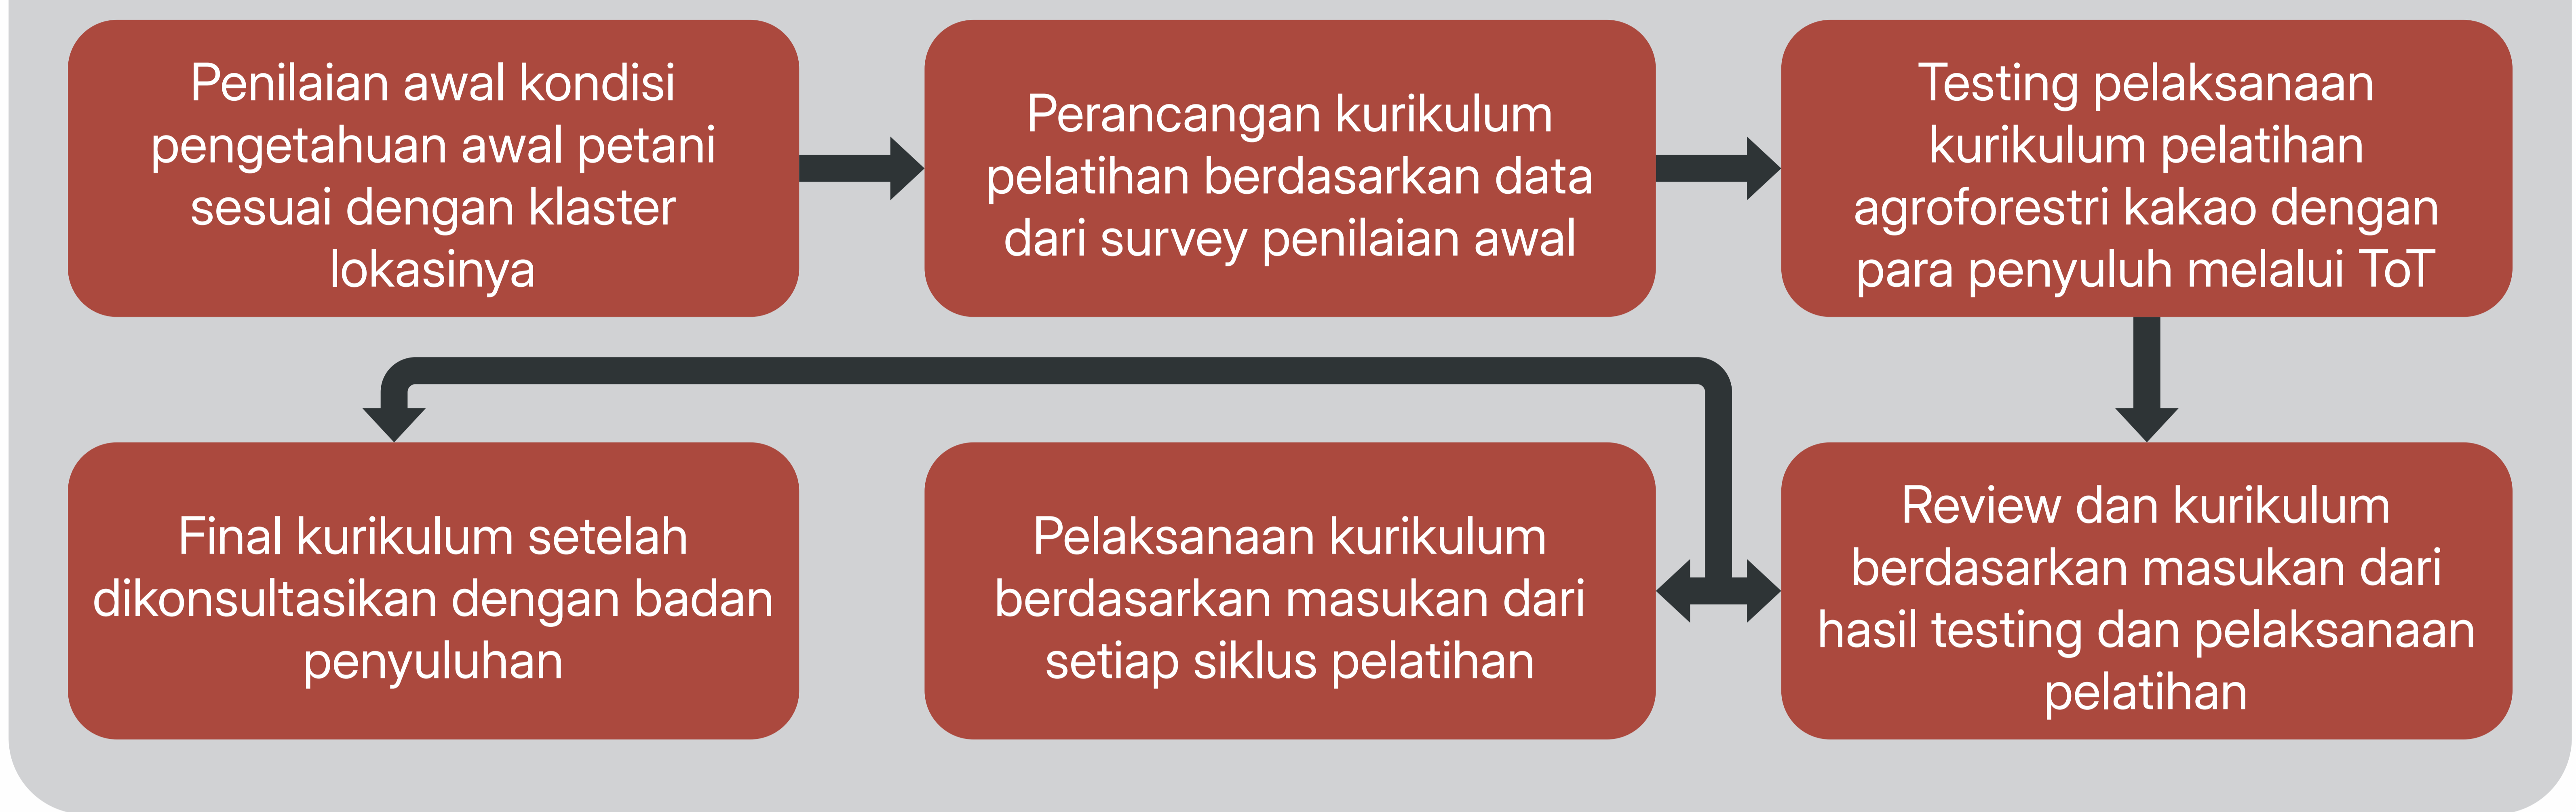 Penilaian awal kondisi
pengetahuan awal petani
sesuai dengan klaster
lokasinya
Perancangan kurikulum
pelatihan berdasarkan data
dari survey penilaian awal
Testing pelaksanaan
kurikulum pelatihan
agroforestri kakao dengan
para penyuluh melalui ToT
Final kurikulum setelah
dikonsultasikan dengan badan
penyuluhan
Pelaksanaan kurikulum
berdasarkan masukan dari
setiap siklus pelatihan
Review dan kurikulum
berdasarkan masukan dari
hasil testing dan pelaksanaan
pelatihan